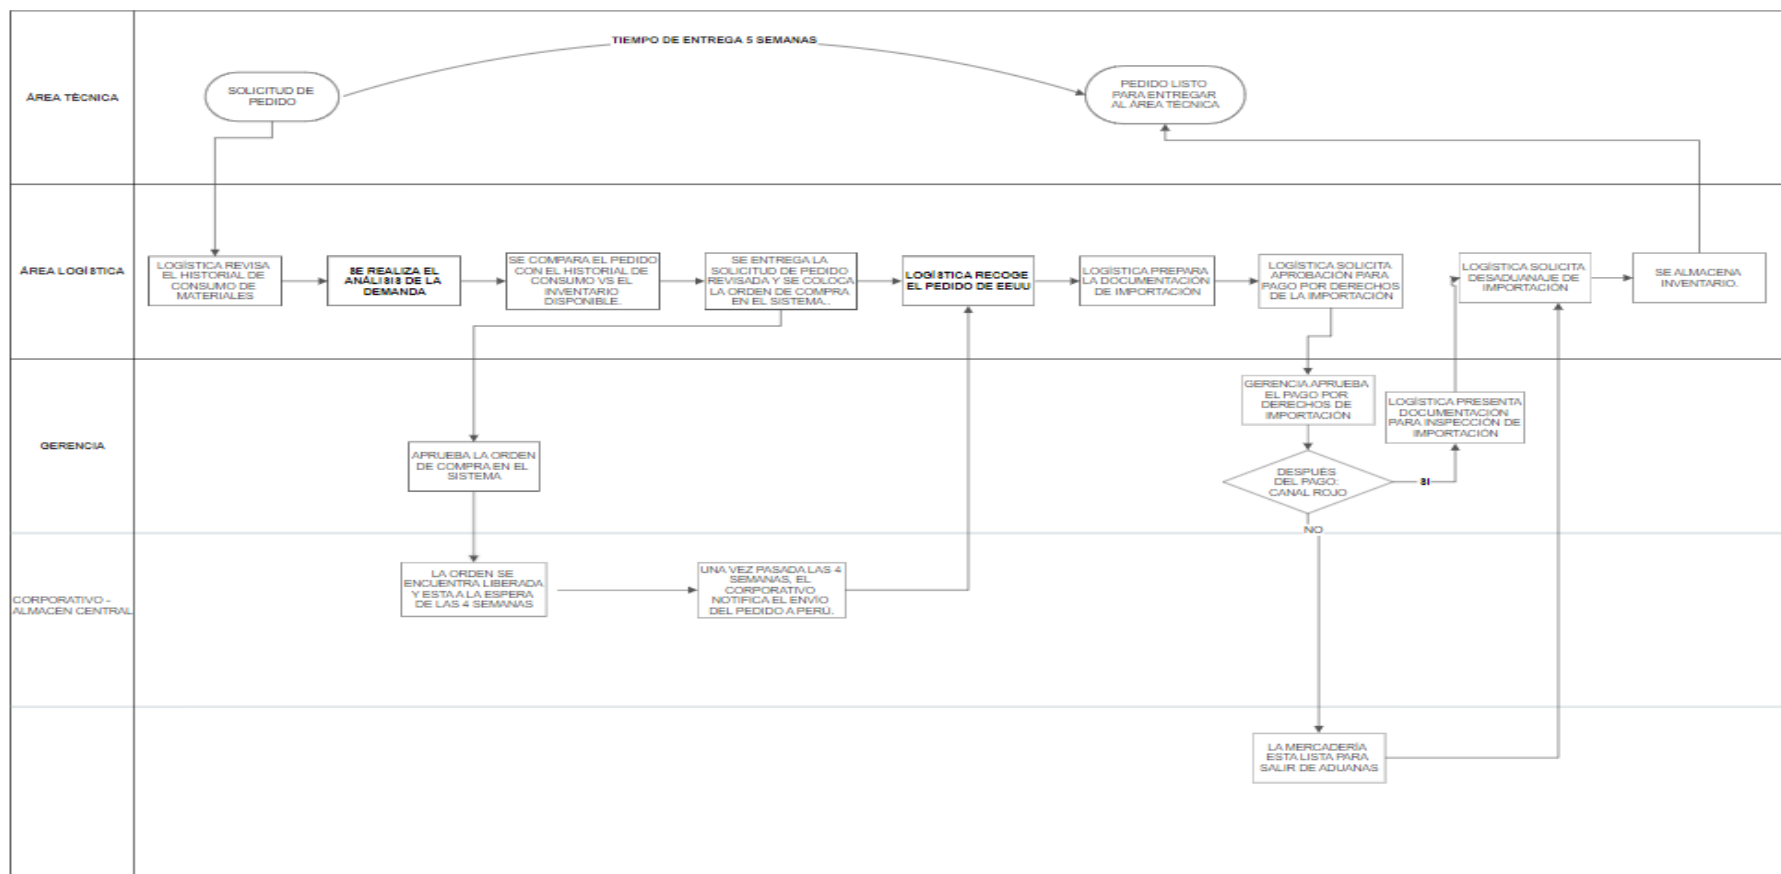 TIEMPO DE ENTREGA 5 SEMANAS
ÁREA TÉCNICA
SOLICITUD DE
PEDIDO
PEDIDO LISTO
PARA ENTREGAR
AL ÁREA TÉCNICA
ÁREA LOGÍSTICA
LOGÍSTICA REVISA
EL HISTORIAL DE
CONSUMO DE
MATERIALES
SE REALIZA EL
ANÁLISIS DE LA
DEMANDA
SE COMPARA EL PEDIDO
CON EL HISTORIAL DE
CONSUMO VS EL
INVENTARIO
DISPONIBLE.
SE ENTREGA LA
SOLICITUD DE PEDIDO
REVISADA Y SE COLOCA
LA ORDEN DE COMPRA
EN EL SISTEMA..
LOGÍSTICA RECOGE
EL PEDIDO DE EEUU
LOGÍSTICA PREPARA
LA DOCUMENTACIÓN
DE IMPORTACIÓN
LOGÍSTICA SOLICITA
APROBACIÓN PARA
PAGO POR DERECHOS
DE LA IMPORTACIÓN
LOGÍSTICA SOLICITA
DESADUANAJE DE
IMPORTACIÓN
SE ALMACENA
INVENTARIO.
GERENCIA
APRUEBA LA ORDEN
DE COMPRA EN EL
SISTEMA
GERENCIA APRUEBA
EL PAGO POR
DERECHOS DE
IMPORTACIÓN
LOGÍSTICA PRESENTA
DOCUMENTACIÓN
PARA INSPECCIÓN DE
IMPORTACIÓN
DESPUÉS
DEL PAGO:
CANAL ROJO
SI
NO
CORPORATIVO -
ALMACÉN CENTRAL
LA ORDEN SE
ENCUENTRA LIBERADA
Y ESTA A LA ESPERA
DE LAS 4 SEMANAS
UNA VEZ PASADA LAS 4
SEMANAS, EL
CORPORATIVO
NOTIFICA EL ENVÍO
DEL PEDIDO A PERÚ.
LA MERCADERÍA
ESTA LISTA PARA
SALIR DE ADUANAS